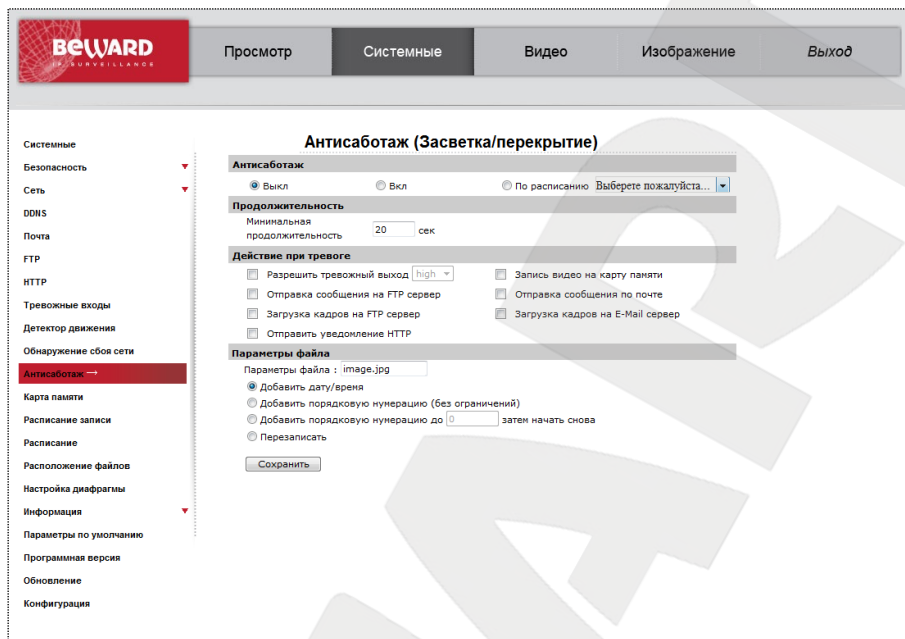 BEWARD
IP SURVEILLANCE
Просмотр
Системные
Видео
Изображение
Выход
Системные
Безопасность
Сеть
DDNS
Почта
FTP
HTTP
Тревожные входы
Детектор движения
Обнаружение сбоя сети
Антисаботаж →
Карта памяти
Расписание записи
Расписание
Расположение файлов
Настройка диафрагмы
Информация
Параметры по умолчанию
Программная версия
Обновление
Конфигурация
Антисаботаж (Засветка/перекрытие)
Антисаботаж
Выкл Вкл По расписанию Выберете пожалуйста...
Продолжительность
Минимальная
продолжительность 20 сек
Действие при тревоге
Разрешить тревожный выход high Запись видео на карту памяти
Отправка сообщения на FTP сервер Отправка сообщения по почте
Загрузка кадров на FTP сервер Загрузка кадров на E-Mail сервер
Отправить уведомление HTTP
Параметры файла
Параметры файла : image.jpg
Добавить дату/время
Добавить порядковую нумерацию (без ограничений)
Добавить порядковую нумерацию до 0 затем начать снова
Перезаписать
Сохранить